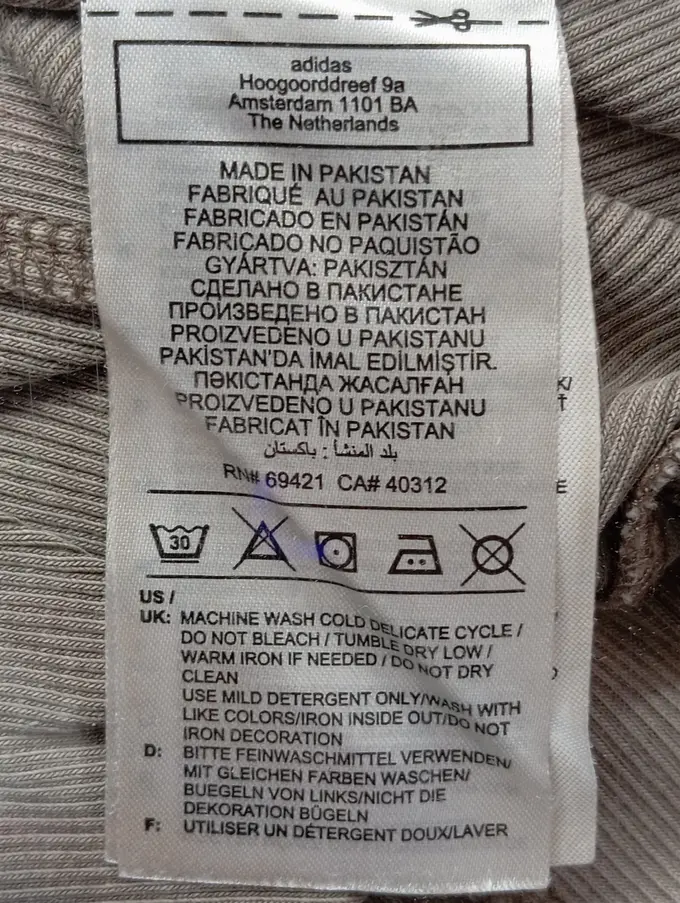 adidas
Hoogoorddreef 9a
Amsterdam 1101 BA
The Netherlands
MADE IN PAKISTAN
FABRIQUÉ AU PAKISTAN
FABRICADO EN PAKISTÁN
FABRICADO NO PAQUISTÃO
GYÁRTVA: PAKISZTÁN
СДЕЛАНО В ПАКИСТАНЕ
ПРОИЗВЕДЕНО В ПАКИСТАН
PROIZVEDENO U PAKISTANU
PAKİSTAN'DA İMAL EDİLMİŞTİR.
ПӘКІСТАНДА ЖАСАЛҒАН
PROIZVEDENO U PAKISTANU
FABRICAT ÎN PAKISTAN
بلد المنشأ : باكستان
RN# 69421 CA# 40312
30
US /
UK: MACHINE WASH COLD DELICATE CYCLE /
DO NOT BLEACH / TUMBLE DRY LOW /
WARM IRON IF NEEDED / DO NOT DRY
CLEAN
USE MILD DETERGENT ONLY/WASH WITH
LIKE COLORS/IRON INSIDE OUT/DO NOT
IRON DECORATION
D: BITTE FEINWASCHMITTEL VERWENDEN/
MIT GLEICHEN FARBEN WASCHEN/
BUEGELN VON LINKS/NICHT DIE
DEKORATION BÜGELN
F: UTILISER UN DÉTERGENT DOUX/LAVER